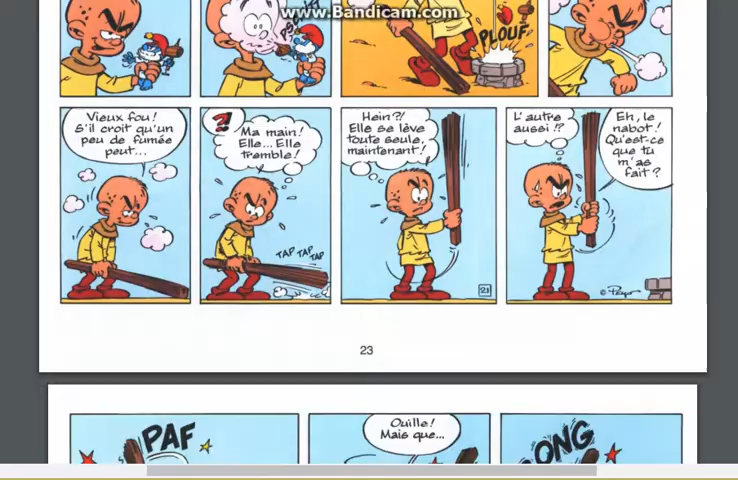 www.Bandicam.com
PLOUF
Vieux fou!
S'il croit qu'un
peu de fumée
peut...
?!
Ma main!
Elle... Elle
tremble!
TAP TAP TAP
Hein?!
Elle se lève
toute seule,
maintenant!
21
L'autre
aussi!?
Eh, le
nabot!
Qu'est-ce
que tu
m'as
fait?
© Peyo
23
PAF
Ouille!
Mais que...
ONG